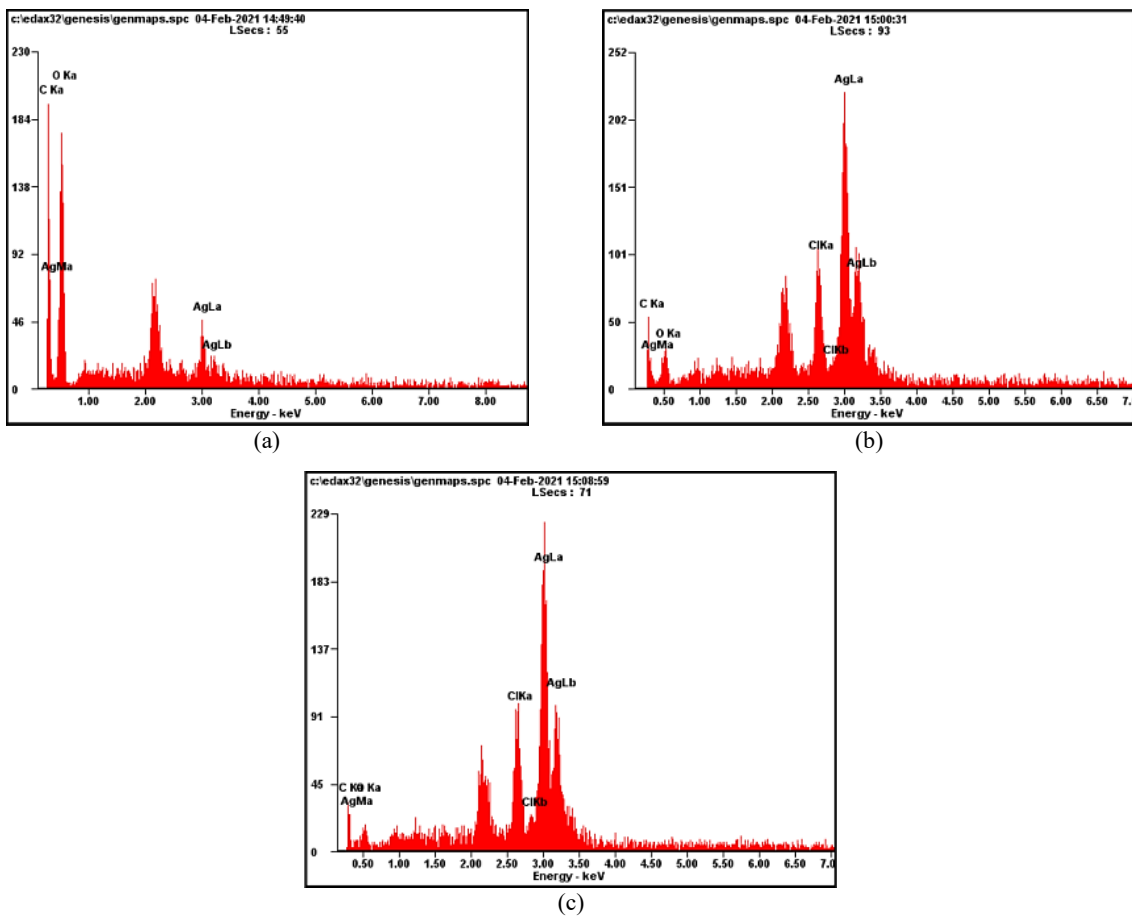 c:\edax32\genesis\genmaps.spc 04-Feb-2021 14:49:40
LSecs : 55
230
184
138
92
46
0
O Ka
C Ka
AgMa
AgLa
AgLb
1.00 2.00 3.00 4.00 5.00 6.00 7.00 8.00
Energy - keV
(a)
c:\edax32\genesis\genmaps.spc 04-Feb-2021 15:00:31
LSecs : 93
252
202
151
101
50
0
AgLa
ClKa
AgLb
C Ka
O Ka
AgMa
ClKb
0.50 1.00 1.50 2.00 2.50 3.00 3.50 4.00 4.50 5.00 5.50 6.00 6.50 7.
Energy - keV
(b)
c:\edax32\genesis\genmaps.spc 04-Feb-2021 15:08:59
LSecs : 71
229
183
137
91
45
0
AgLa
AgLb
ClKa
C Ka O Ka
AgMa
ClKb
0.50 1.00 1.50 2.00 2.50 3.00 3.50 4.00 4.50 5.00 5.50 6.00 6.50 7.0
Energy - keV
(c)